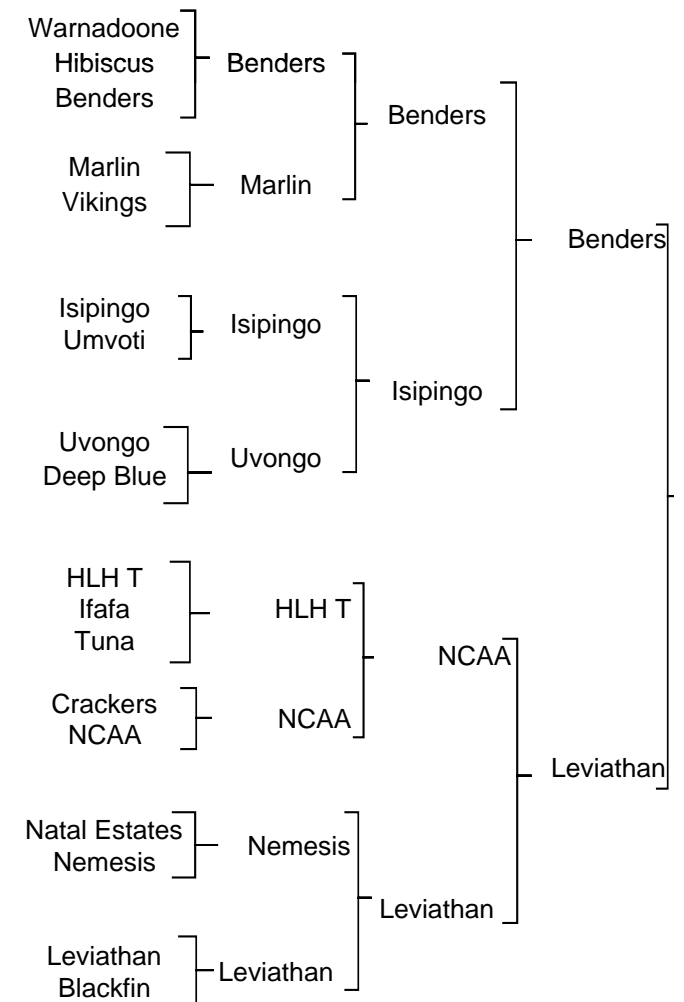 Warnadoone
Hibiscus
Benders
Benders
Marlin
Vikings
Marlin
Benders
Isipingo
Umvoti
Isipingo
Uvongo
Deep Blue
Uvongo
Isipingo
Benders
HLH T
Ifafa
Tuna
HLH T
Crackers
NCAA
NCAA
NCAA
Natal Estates
Nemesis
Nemesis
Leviathan
Blackfin
Leviathan
Leviathan
Leviathan